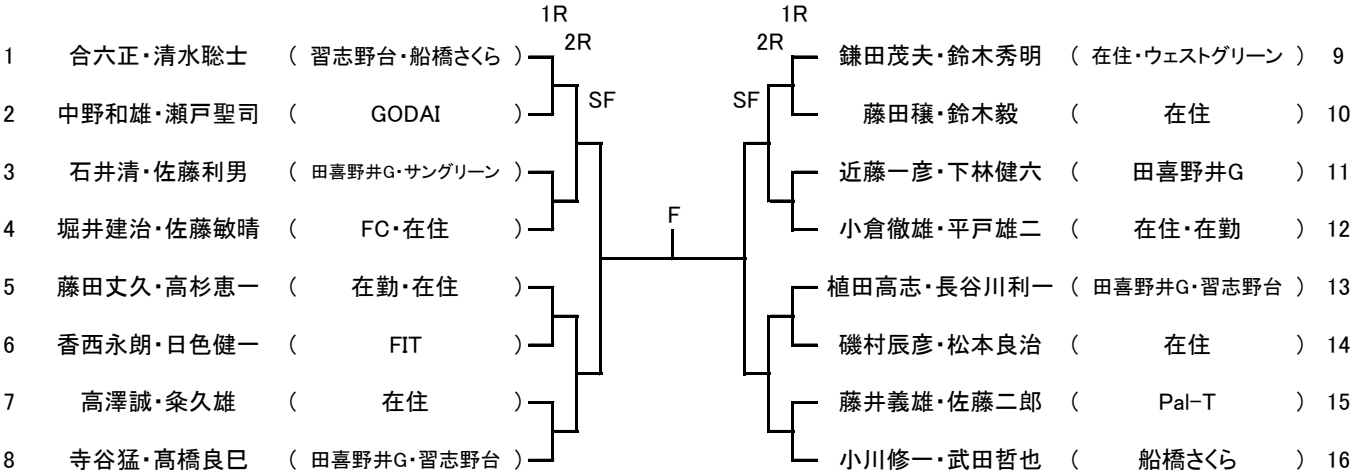 1R 1R
2R 2R
1 合六正・清水聡士 ( 習志野台・船橋さくら ) 鎌田茂夫・鈴木秀明 ( 在住・ウェストグリーン ) 9
SF SF
2 中野和雄・瀬戸聖司 ( GODAI ) 藤田穣・鈴木毅 ( 在住 ) 10
3 石井清・佐藤利男 ( 田喜野井G・サングリーン ) 近藤一彦・下林健六 ( 田喜野井G ) 11
F
4 堀井建治・佐藤敏晴 ( FC・在住 ) 小倉徹雄・平戸雄二 ( 在住・在勤 ) 12
5 藤田丈久・高杉恵一 ( 在勤・在住 ) 植田高志・長谷川利一 ( 田喜野井G・習志野台 ) 13
6 香西永朗・日色健一 ( FIT ) 磯村辰彦・松本良治 ( 在住 ) 14
7 高澤誠・粂久雄 ( 在住 ) 藤井義雄・佐藤二郎 ( Pal-T ) 15
8 寺谷猛・髙橋良巳 ( 田喜野井G・習志野台 ) 小川修一・武田哲也 ( 船橋さくら ) 16